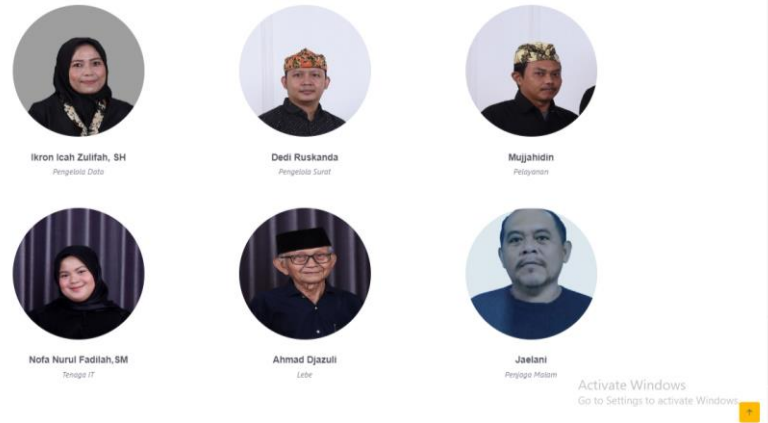 Ikron Icah Zulifah, SH
Pengelola Data
Dedi Ruskanda
Pengelola Surat
Mujjahidin
Pelayanan
Nofa Nurul Fadilah,SM
Tenaga IT
Ahmad Djazuli
Lebe
Jaelani
Penjaga Malam
Activate Windows
Go to Settings to activate Windows.